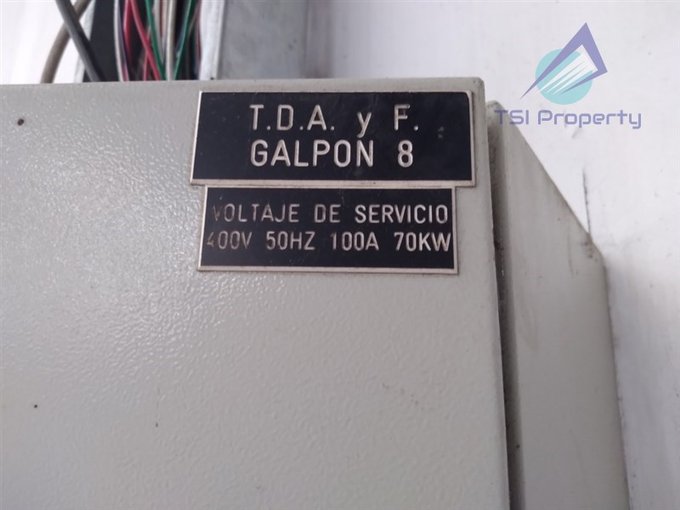 TSI Property
T.D.A. y F.
GALPON 8
VOLTAJE DE SERVICIO
400V 50HZ 100A 70KW